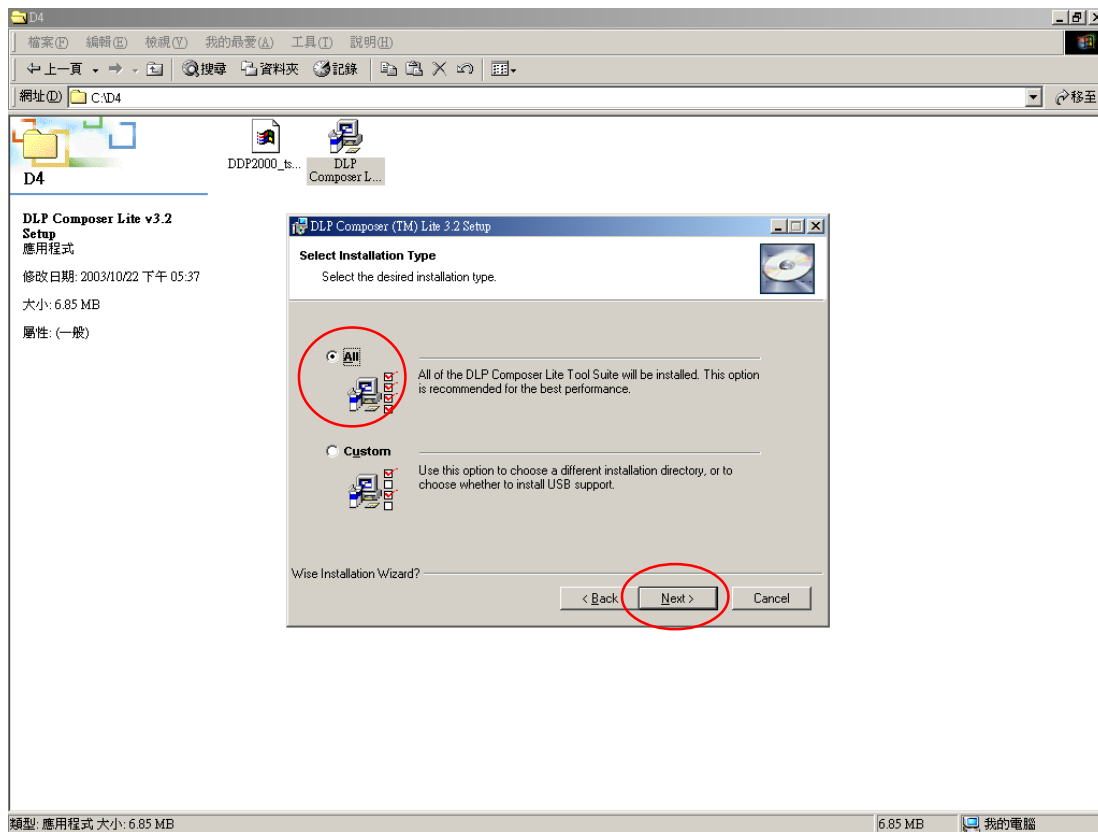 D4
檔案(F) 編輯(E) 檢視(V) 我的最愛(A) 工具(T) 說明(H)
上一頁 搜尋 資料夾 記錄
網址(D) C:\D4 移至
DDP2000_ts... DLP Composer L...
D4
DLP Composer Lite v3.2
Setup
應用程式
修改日期: 2003/10/22 下午 05:37
大小: 6.85 MB
屬性: (一般)
DLP Composer (TM) Lite 3.2 Setup
Select Installation Type
Select the desired installation type.
All
All of the DLP Composer Lite Tool Suite will be installed. This option
is recommended for the best performance.
Custom
Use this option to choose a different installation directory, or to
choose whether to install USB support.
Wise Installation Wizard?
< Back Next > Cancel
類型: 應用程式 大小: 6.85 MB 6.85 MB 我的電腦